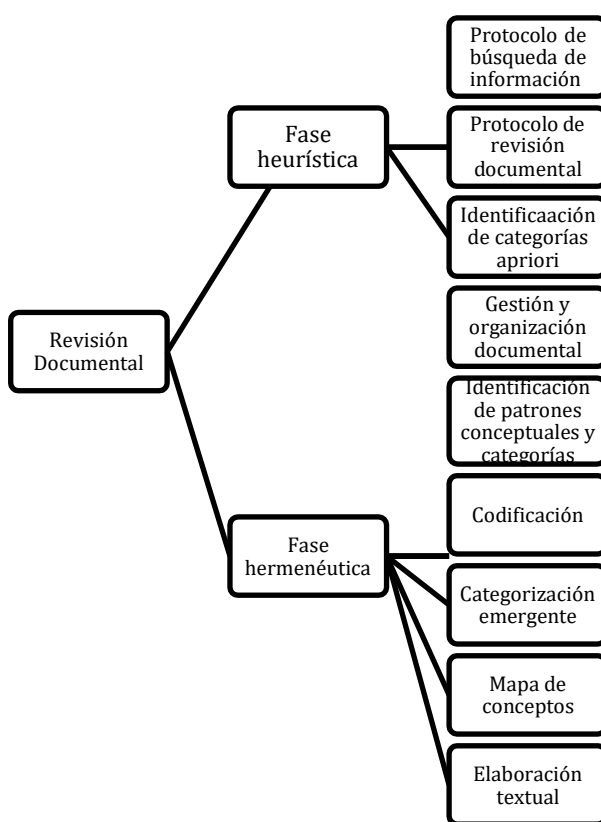 Protocolo de
búsqueda de
información
Fase
heurística
Protocolo de
revisión
documental
Identificaación
de categorías
apriori
Gestión y
organización
documental
Revisión
Documental
Identificación
de patrones
conceptuales y
categorías
Fase
hermenéutica
Codificación
Categorización
emergente
Mapa de
conceptos
Elaboración
textual